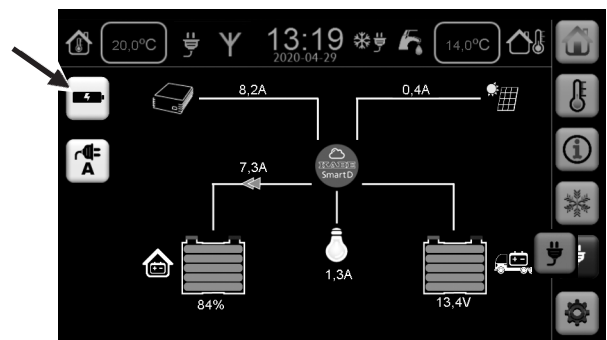 20,0°C
13:19
2020-04-29
14,0°C
8,2A
0,4A
A
7,3A
KABE
SmartD
1,3A
84%
13,4V